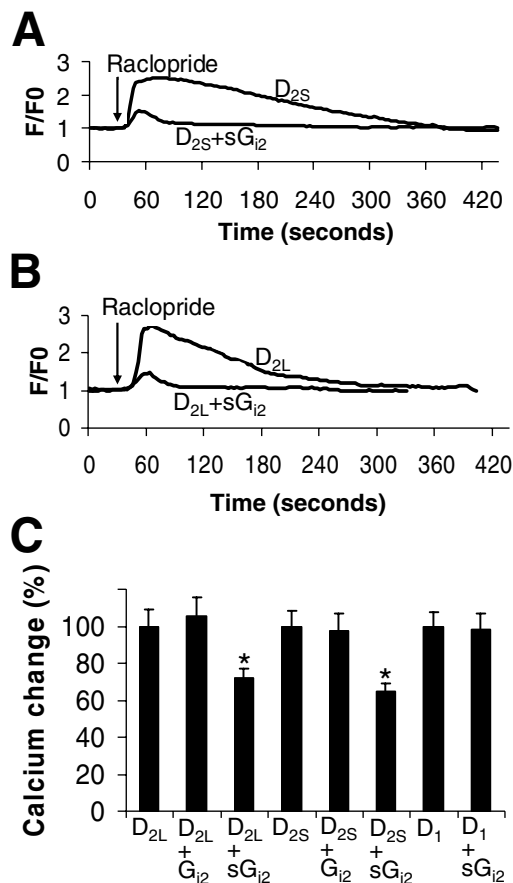 A
Raclopride
F/F0
3
2
1
0
D2S
D2S+sGi2
0 60 120 180 240 300 360 420
Time (seconds)
B
Raclopride
F/F0
3
2
1
0
D2L
D2L+sGi2
0 60 120 180 240 300 360 420
Time (seconds)
C
Calcium change (%)
100
80
60
40
20
0
* *
D2L D2L D2L D2S D2S D2S D1 D1
+ + + + +
Gi2 sGi2 Gi2 sGi2 sGi2